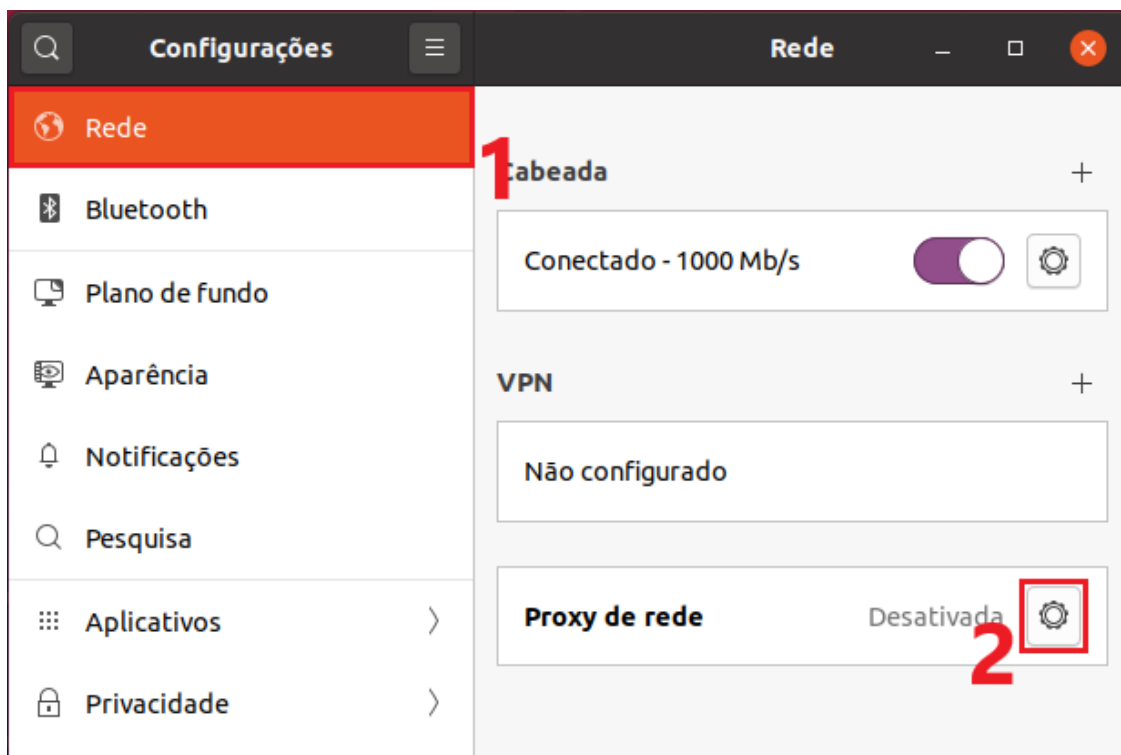 Configurações
Rede
Rede
1
Bluetooth
Plano de fundo
Aparência
Notificações
Pesquisa
Aplicativos
Privacidade
Cabeada
Conectado - 1000 Mb/s
VPN
Não configurado
Proxy de rede
Desativada
2